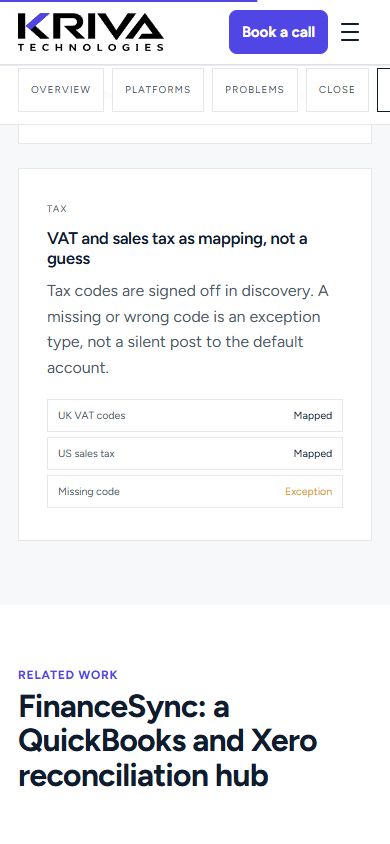 KRIVA
TECHNOLOGIES
Book a call
OVERVIEW
PLATFORMS
PROBLEMS
CLOSE
TAX
VAT and sales tax as mapping, not a
guess
Tax codes are signed off in discovery. A
missing or wrong code is an exception
type, not a silent post to the default
account.
UK VAT codes Mapped
US sales tax Mapped
Missing code Exception
RELATED WORK
FinanceSync: a
QuickBooks and Xero
reconciliation hub